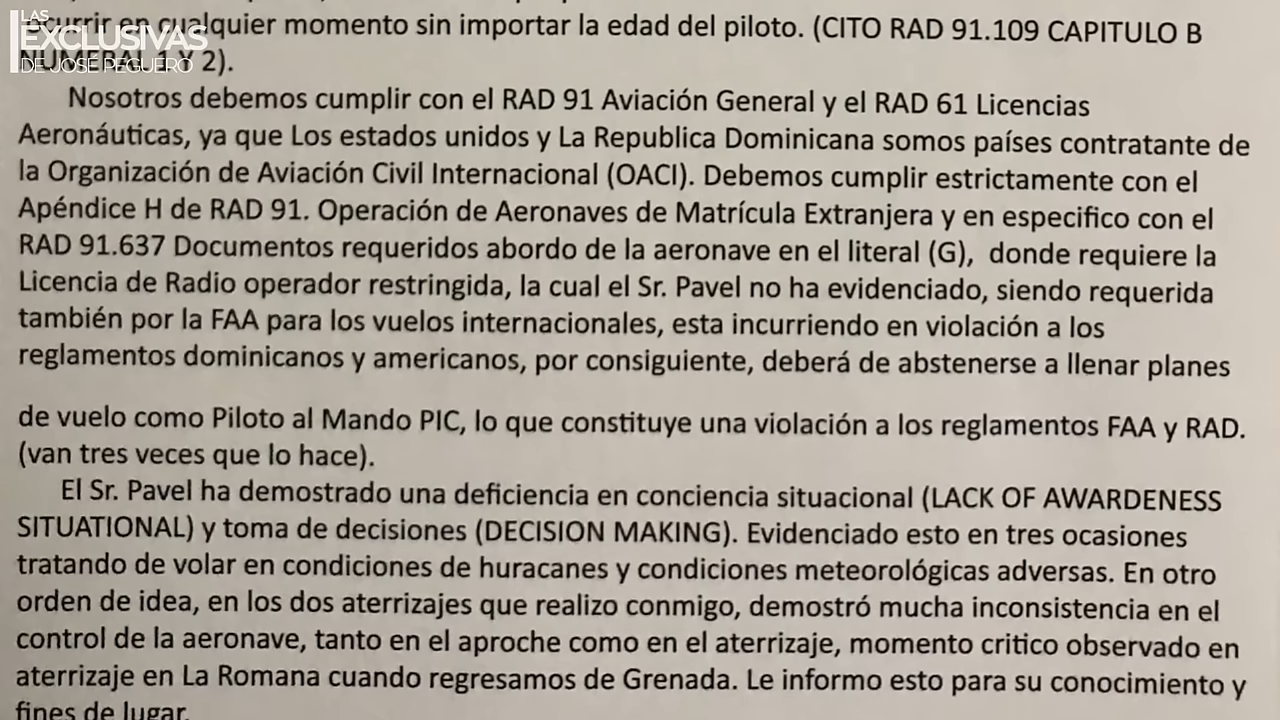 LAS
EXCLUSIVAS
DE JOSÉ PEGUERO
ocurrir en cualquier momento sin importar la edad del piloto. (CITO RAD 91.109 CAPITULO B
NUMERAL 1 Y 2).
Nosotros debemos cumplir con el RAD 91 Aviación General y el RAD 61 Licencias
Aeronáuticas, ya que Los estados unidos y La Republica Dominicana somos países contratante de
la Organización de Aviación Civil Internacional (OACI). Debemos cumplir estrictamente con el
Apéndice H de RAD 91. Operación de Aeronaves de Matrícula Extranjera y en especifico con el
RAD 91.637 Documentos requeridos abordo de la aeronave en el literal (G), donde requiere la
Licencia de Radio operador restringida, la cual el Sr. Pavel no ha evidenciado, siendo requerida
también por la FAA para los vuelos internacionales, esta incurriendo en violación a los
reglamentos dominicanos y americanos, por consiguiente, deberá de abstenerse a llenar planes
de vuelo como Piloto al Mando PIC, lo que constituye una violación a los reglamentos FAA y RAD.
(van tres veces que lo hace).
El Sr. Pavel ha demostrado una deficiencia en conciencia situacional (LACK OF AWARDENESS
SITUATIONAL) y toma de decisiones (DECISION MAKING). Evidenciado esto en tres ocasiones
tratando de volar en condiciones de huracanes y condiciones meteorológicas adversas. En otro
orden de idea, en los dos aterrizajes que realizo conmigo, demostró mucha inconsistencia en el
control de la aeronave, tanto en el aproche como en el aterrizaje, momento critico observado en
aterrizaje en La Romana cuando regresamos de Grenada. Le informo esto para su conocimiento y
fines de lugar.